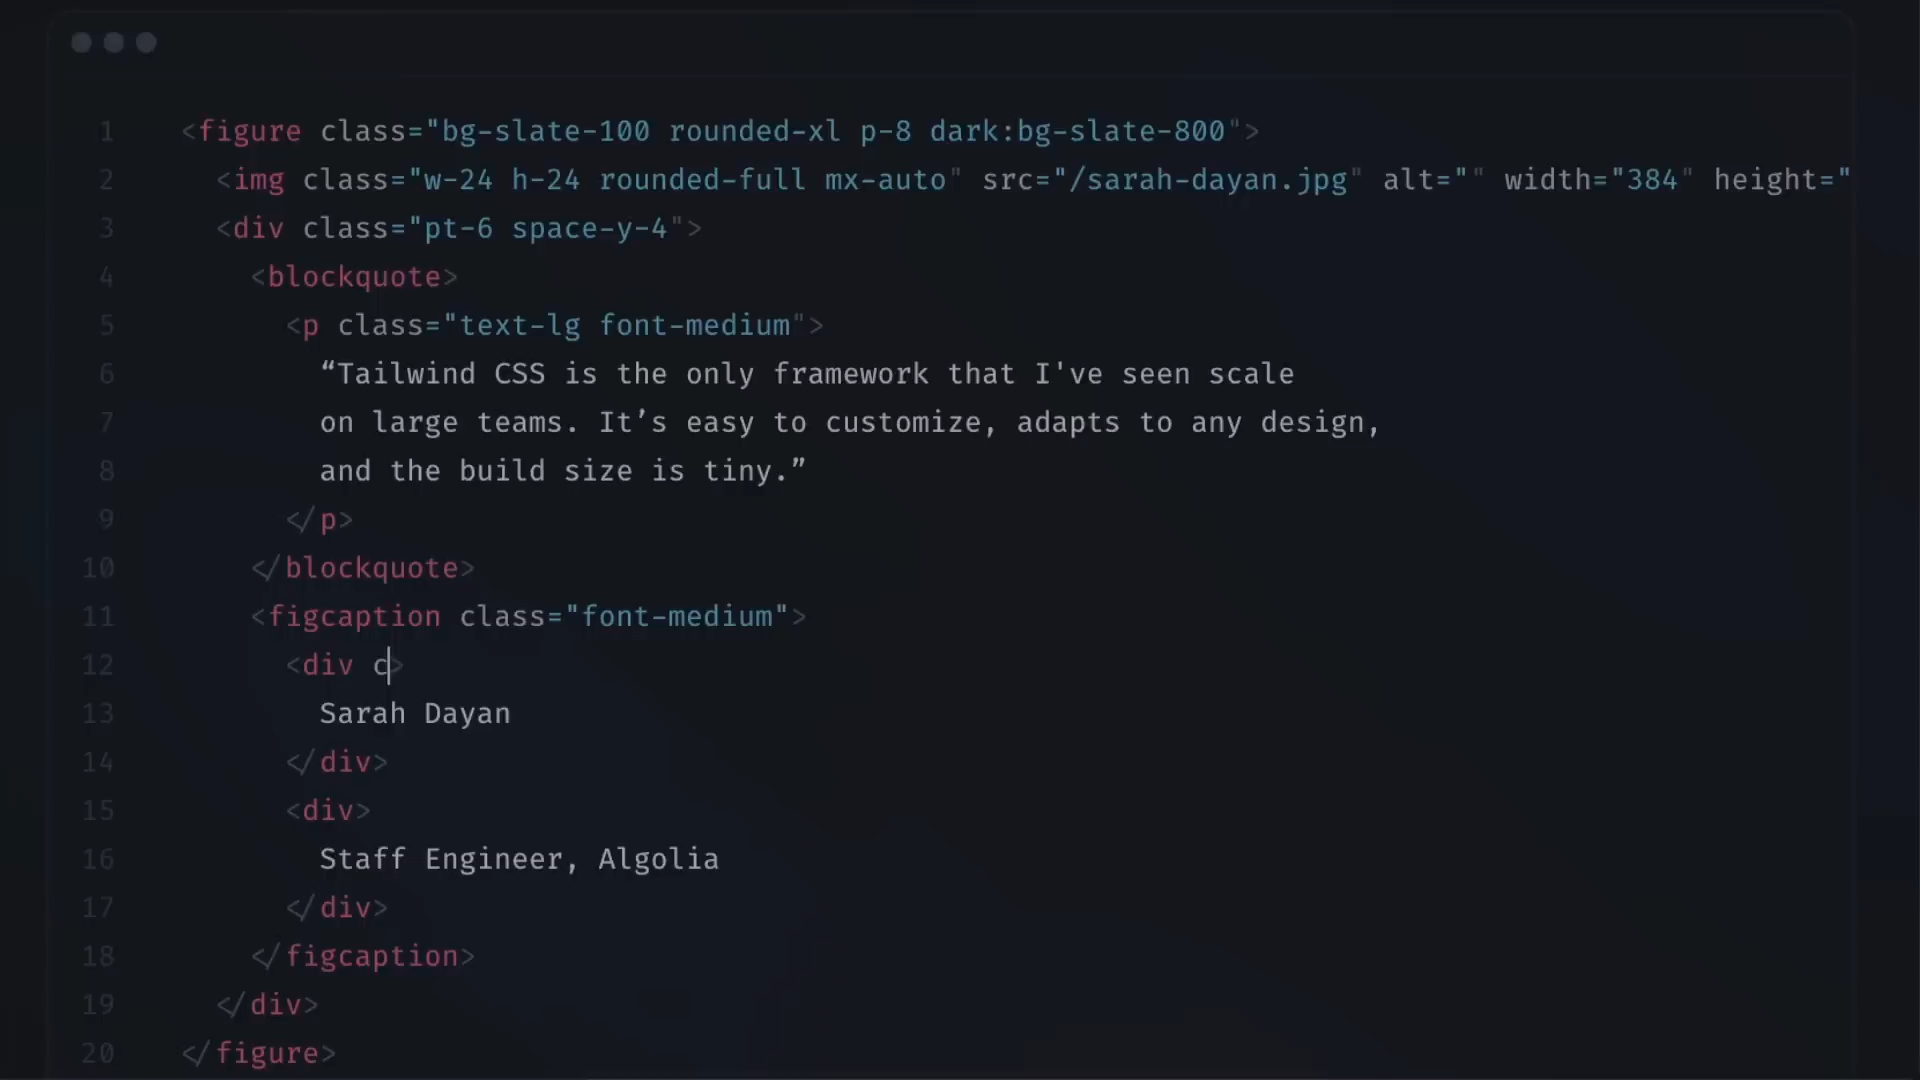 1 <figure class="bg-slate-100 rounded-xl p-8 dark:bg-slate-800">
2 <img class="w-24 h-24 rounded-full mx-auto" src="/sarah-dayan.jpg" alt="" width="384" height="
3 <div class="pt-6 space-y-4">
4 <blockquote>
5 <p class="text-lg font-medium">
6 “Tailwind CSS is the only framework that I've seen scale
7 on large teams. It’s easy to customize, adapts to any design,
8 and the build size is tiny.”
9 </p>
10 </blockquote>
11 <figcaption class="font-medium">
12 <div c>
13 Sarah Dayan
14 </div>
15 <div>
16 Staff Engineer, Algolia
17 </div>
18 </figcaption>
19 </div>
20 </figure>